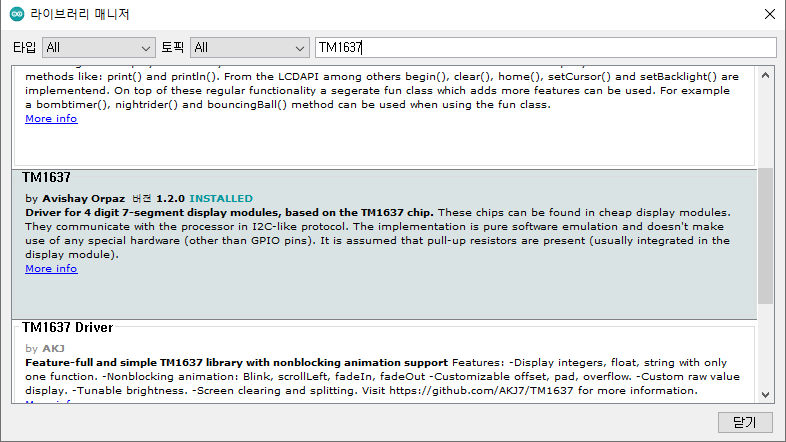 라이브러리 매니저
타입 All 토픽 All TM1637
methods like: print() and println(). From the LCDAPI among others begin(), clear(), home(), setCursor() and setBacklight() are
implementend. On top of these regular functionality a segerate fun class which adds more features can be used. For example
a bombtimer(), nightrider() and bouncingBall() method can be used when using the fun class.
More info
TM1637
by Avishay Orpaz 버전 1.2.0 INSTALLED
Driver for 4 digit 7-segment display modules, based on the TM1637 chip. These chips can be found in cheap display modules.
They communicate with the processor in I2C-like protocol. The implementation is pure software emulation and doesn't make
use of any special hardware (other than GPIO pins). It is assumed that pull-up resistors are present (usually integrated in the
display module).
More info
TM1637 Driver
by AKJ
Feature-full and simple TM1637 library with nonblocking animation support Features: -Display integers, float, string with only
one function. -Nonblocking animation: Blink, scrollLeft, fadeIn, fadeOut -Customizable offset, pad, overflow. -Custom raw value
display. -Tunable brightness. -Screen clearing and splitting. Visit https://github.com/AKJ7/TM1637 for more information.
닫기